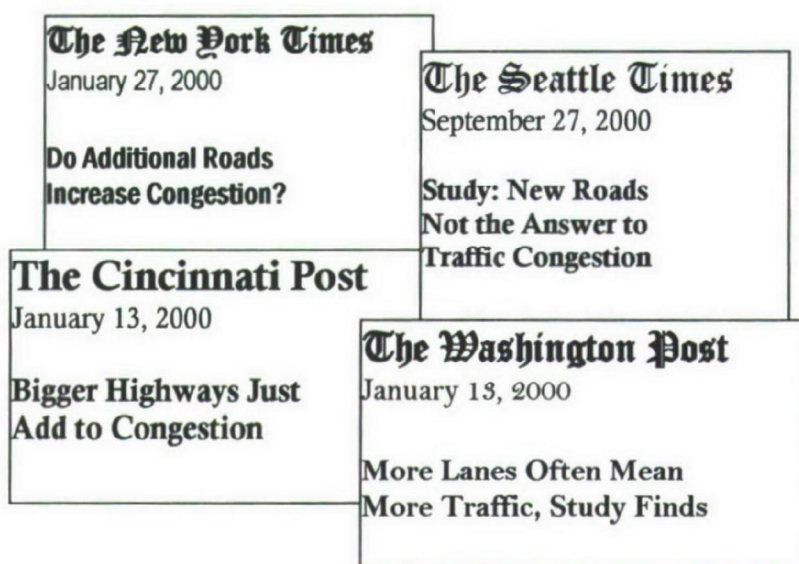 The New York Times
January 27, 2000
Do Additional Roads
Increase Congestion?
The Seattle Times
September 27, 2000
Study: New Roads
Not the Answer to
Traffic Congestion
The Cincinnati Post
January 13, 2000
Bigger Highways Just
Add to Congestion
The Washington Post
January 13, 2000
More Lanes Often Mean
More Traffic, Study Finds